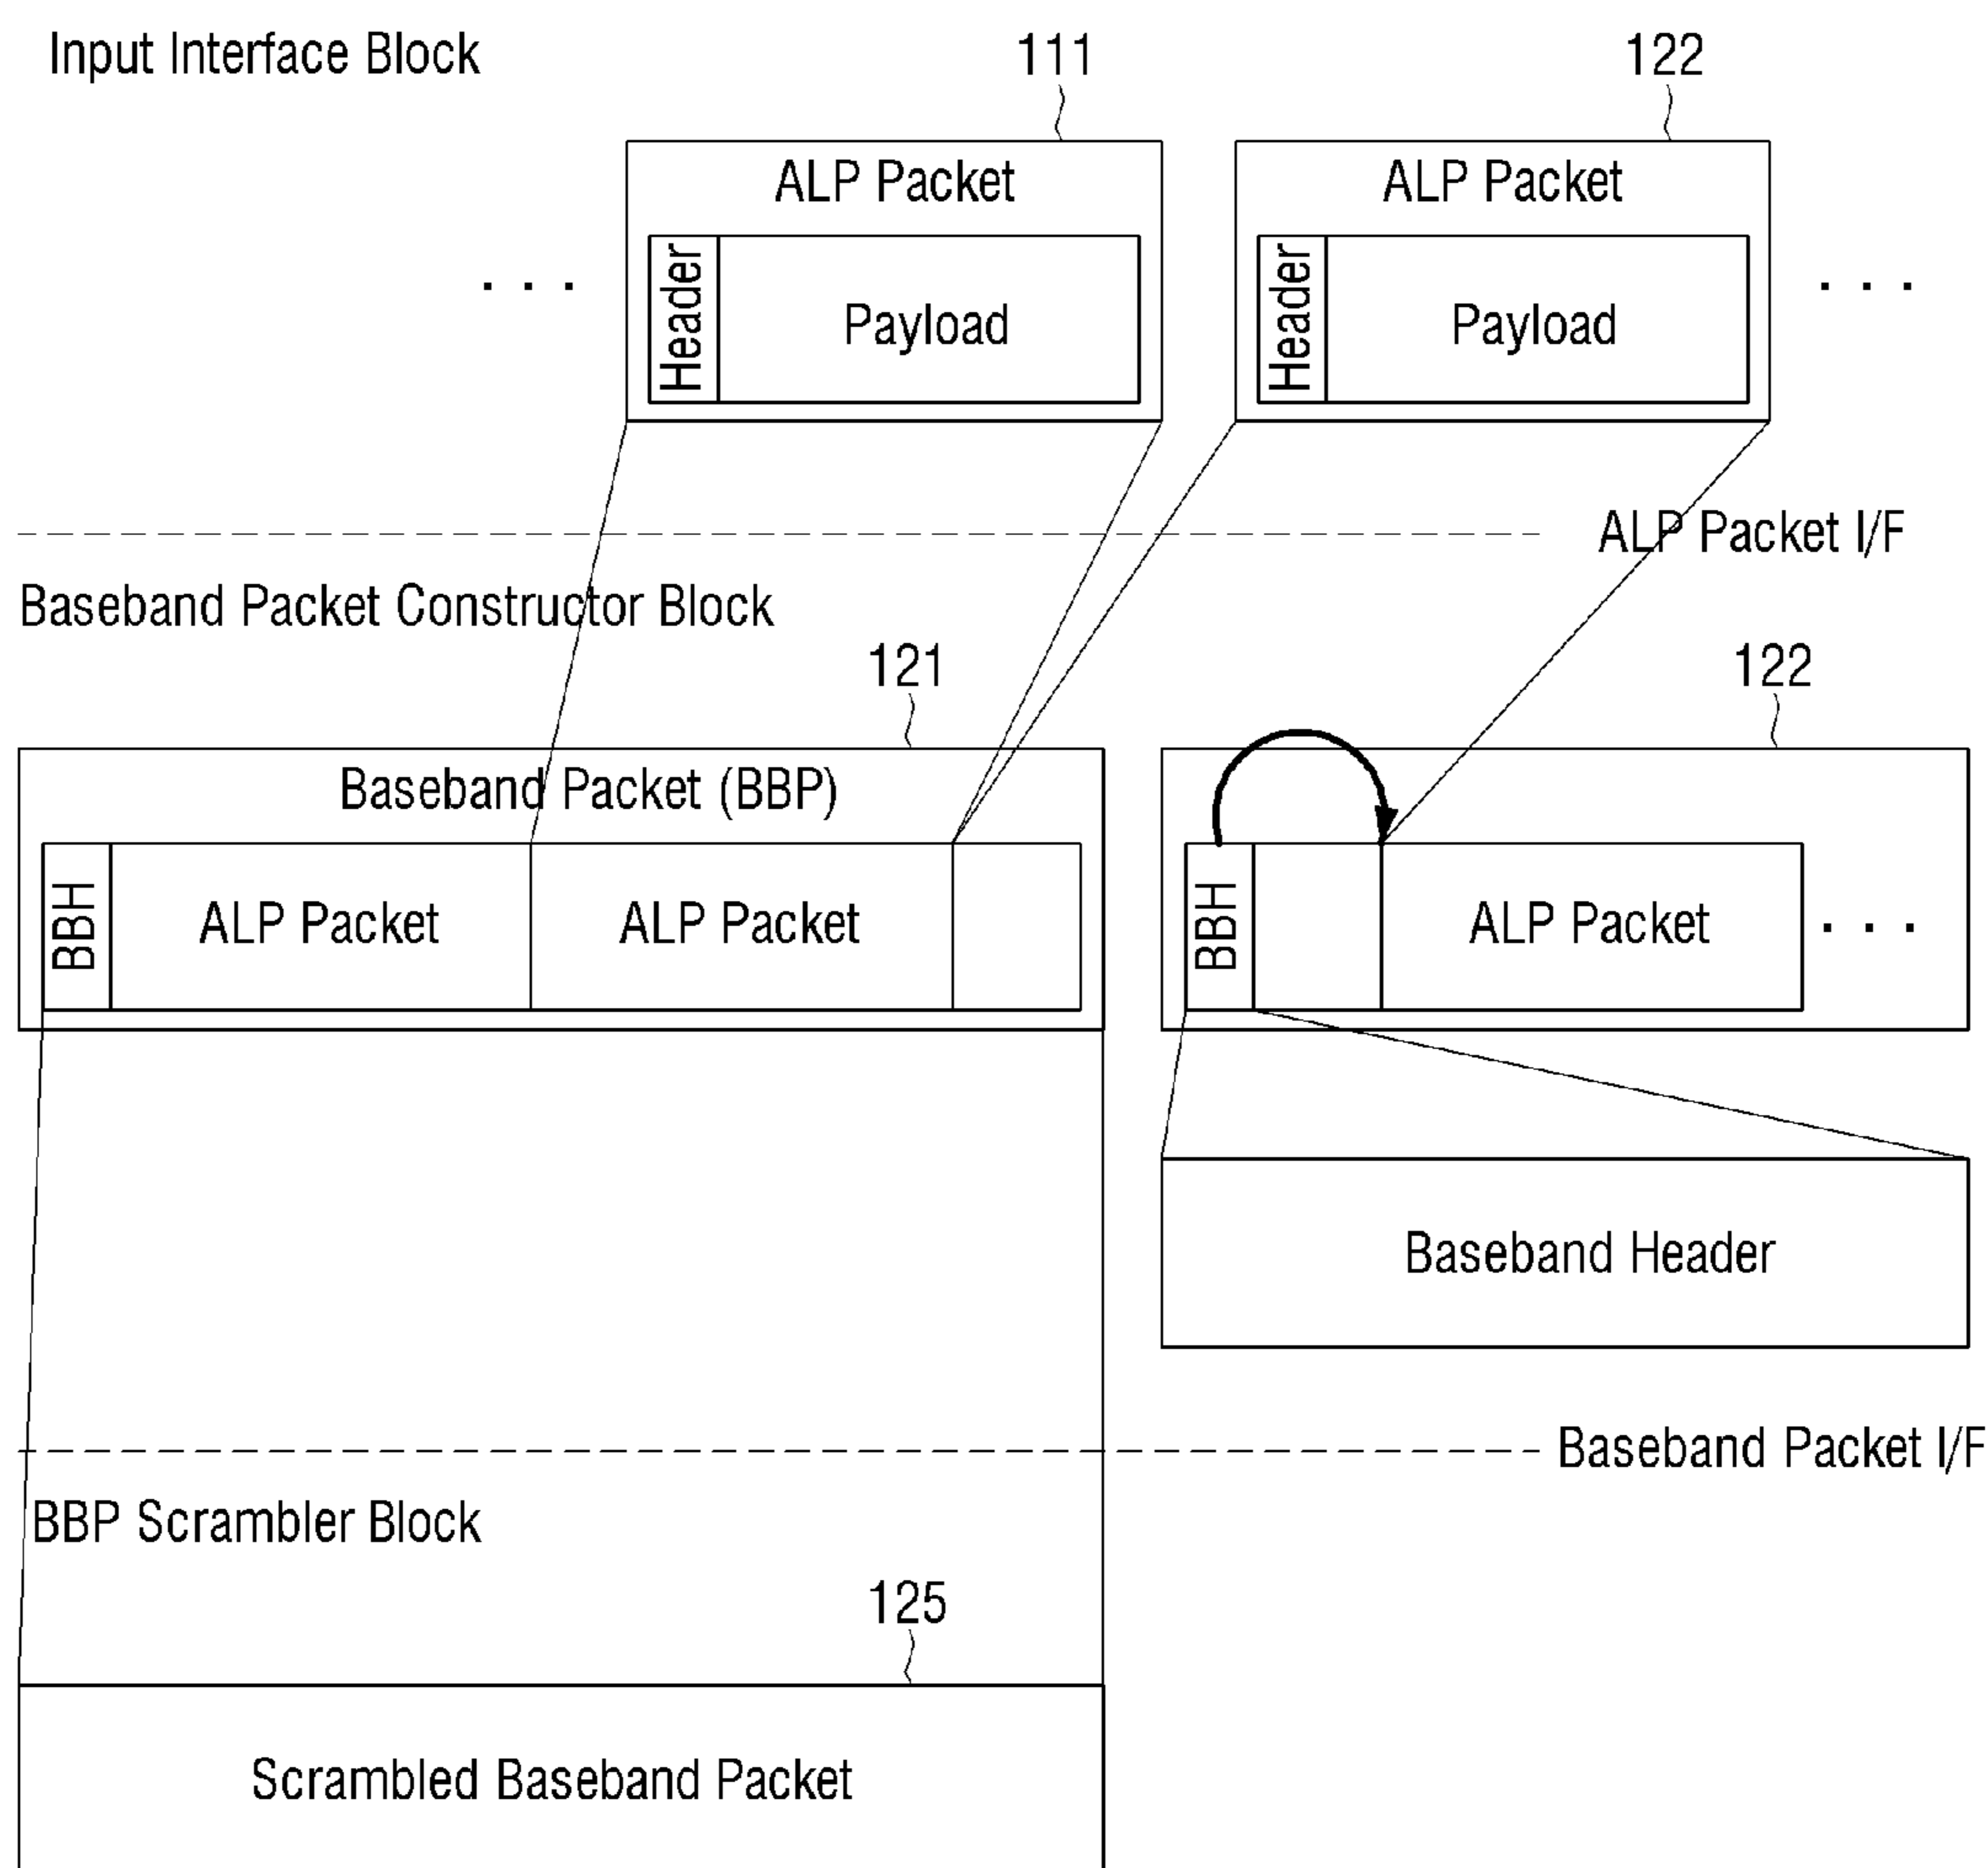 Input Interface Block
111
122
ALP Packet
ALP Packet
Header
Payload
Header
Payload
. . .
. . .
ALP Packet I/F
Baseband Packet Constructor Block
121
122
Baseband Packet (BBP)
BBH
ALP Packet
ALP Packet
BBH
ALP Packet
. . .
Baseband Header
Baseband Packet I/F
BBP Scrambler Block
125
Scrambled Baseband Packet